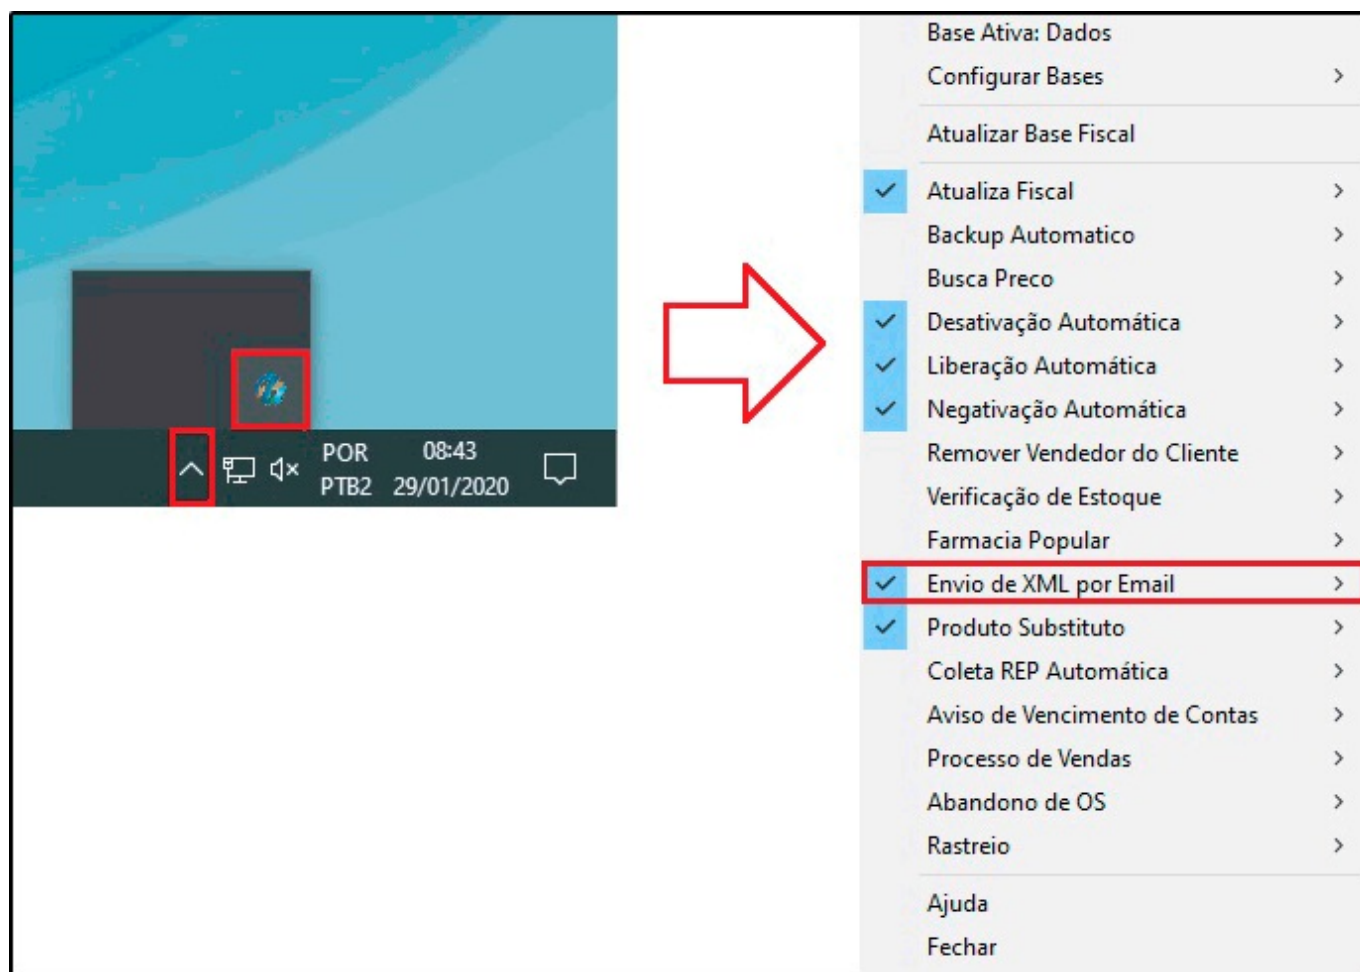 POR
PTB2
08:43
29/01/2020
Base Ativa: Dados
Configurar Bases
Atualizar Base Fiscal
Atualiza Fiscal
Backup Automatico
Busca Preco
Desativação Automática
Liberação Automática
Negativação Automática
Remover Vendedor do Cliente
Verificação de Estoque
Farmacia Popular
Envio de XML por Email
Produto Substituto
Coleta REP Automática
Aviso de Vencimento de Contas
Processo de Vendas
Abandono de OS
Rastreio
Ajuda
Fechar